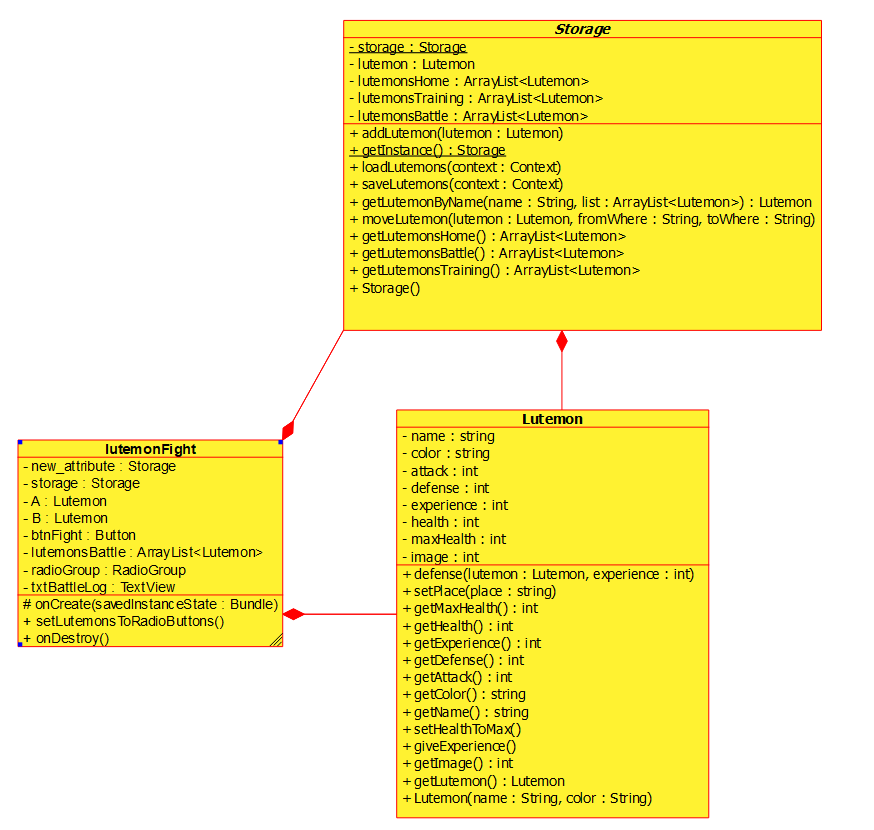 Storage
- storage : Storage
- lutemon : Lutemon
- lutemonsHome : ArrayList<Lutemon>
- lutemonsTraining : ArrayList<Lutemon>
- lutemonsBattle : ArrayList<Lutemon>
+ addLutemon(lutemon : Lutemon)
+ getInstance() : Storage
+ loadLutemons(context : Context)
+ saveLutemons(context : Context)
+ getLutemonByName(name : String, list : ArrayList<Lutemon>) : Lutemon
+ moveLutemon(lutemon : Lutemon, fromWhere : String, toWhere : String)
+ getLutemonsHome() : ArrayList<Lutemon>
+ getLutemonsBattle() : ArrayList<Lutemon>
+ getLutemonsTraining() : ArrayList<Lutemon>
+ Storage()
lutemonFight
- new_attribute : Storage
- storage : Storage
- A : Lutemon
- B : Lutemon
- btnFight : Button
- lutemonsBattle : ArrayList<Lutemon>
- radioGroup : RadioGroup
- txtBattleLog : TextView
# onCreate(savedInstanceState : Bundle)
+ setLutemonsToRadioButtons()
+ onDestroy()
Lutemon
- name : string
- color : string
- attack : int
- defense : int
- experience : int
- health : int
- maxHealth : int
- image : int
+ defense(lutemon : Lutemon, experience : int)
+ setPlace(place : string)
+ getMaxHealth() : int
+ getHealth() : int
+ getExperience() : int
+ getDefense() : int
+ getAttack() : int
+ getColor() : string
+ getName() : string
+ setHealthToMax()
+ giveExperience()
+ getImage() : int
+ getLutemon() : Lutemon
+ Lutemon(name : String, color : String)